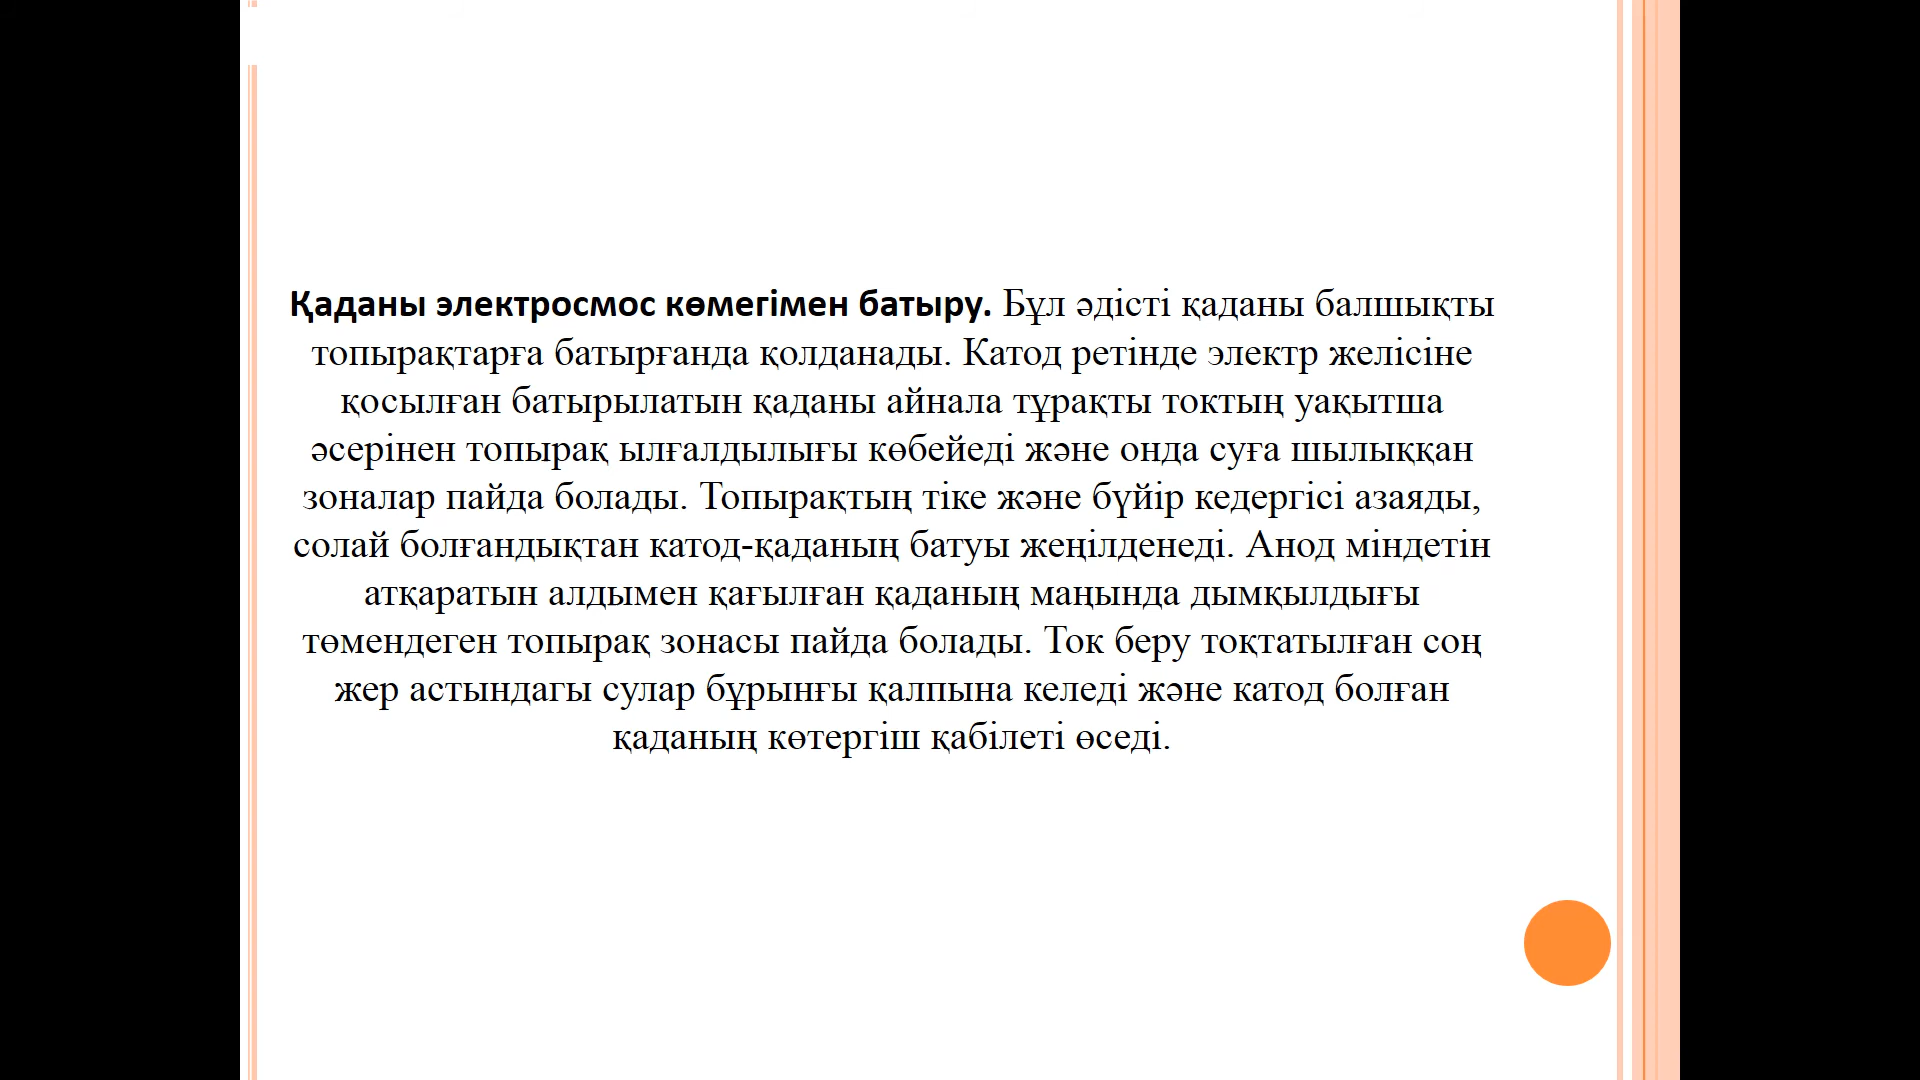 Қаданы электросмос көмегімен батыру. Бұл әдісті қаданы балшықты
топырақтарға батырғанда қолданады. Катод ретінде электр желісіне
қосылған батырылатын қаданы айнала тұрақты токтың уақытша
әсерінен топырақ ылғалдылығы көбейеді және онда суға шылыққан
зоналар пайда болады. Топырақтың тіке және бүйір кедергісі азаяды,
солай болғандықтан катод-қаданың батуы жеңілденеді. Анод міндетін
атқаратын алдымен қағылған қаданың маңында дымқылдығы
төмендеген топырақ зонасы пайда болады. Ток беру тоқтатылған соң
жер астындагы сулар бұрынғы қалпына келеді және катод болған
қаданың көтергіш қабілеті өседі.